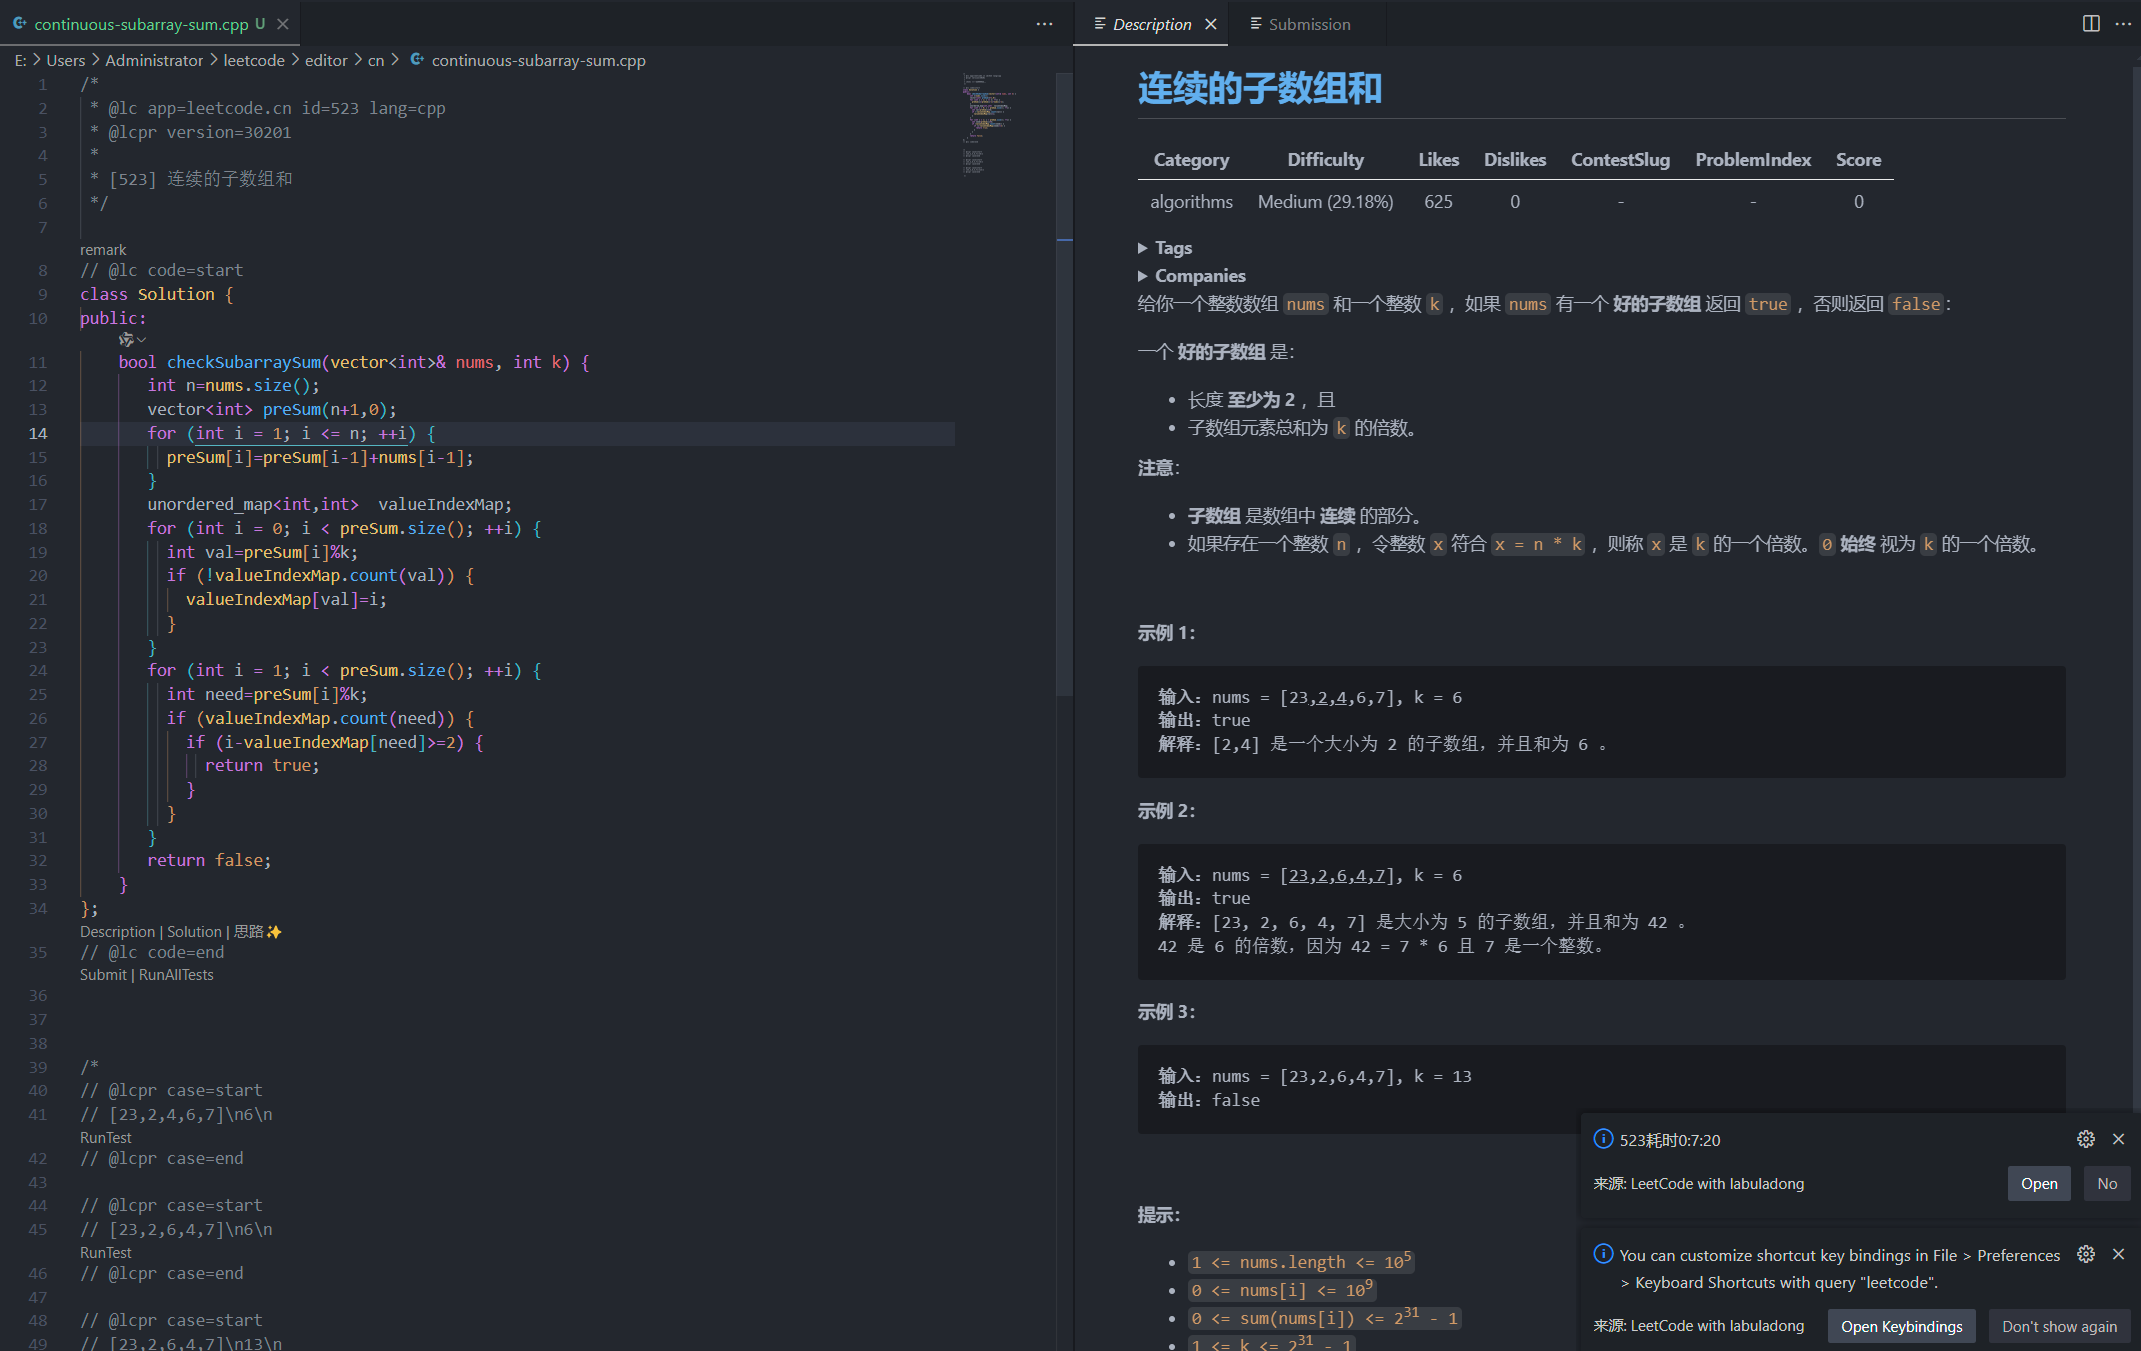 continuous-subarray-sum.cpp U
E: > Users > Administrator > leetcode > editor > cn > continuous-subarray-sum.cpp
1 /*
2  * @lc app=leetcode.cn id=523 lang=cpp
3  * @lcpr version=30201
4  *
5  * [523] 连续的子数组和
6  */
7
remark
8 // @lc code=start
9 class Solution {
10 public:
11     bool checkSubarraySum(vector<int>& nums, int k) {
12        int n=nums.size();
13        vector<int> preSum(n+1,0);
14        for (int i = 1; i <= n; ++i) {
15          preSum[i]=preSum[i-1]+nums[i-1];
16        }
17        unordered_map<int,int>  valueIndexMap;
18        for (int i = 0; i < preSum.size(); ++i) {
19          int val=preSum[i]%k;
20          if (!valueIndexMap.count(val)) {
21            valueIndexMap[val]=i;
22          }
23        }
24        for (int i = 1; i < preSum.size(); ++i) {
25          int need=preSum[i]%k;
26          if (valueIndexMap.count(need)) {
27            if (i-valueIndexMap[need]>=2) {
28              return true;
29            }
30          }
31        }
32        return false;
33     }
34 };
Description | Solution | 思路✨
35 // @lc code=end
Submit | RunAllTests
36
37
38
39 /*
40 // @lcpr case=start
41 // [23,2,4,6,7]\n6\n
RunTest
42 // @lcpr case=end
43
44 // @lcpr case=start
45 // [23,2,6,4,7]\n6\n
RunTest
46 // @lcpr case=end
47
48 // @lcpr case=start
49 // [23,2,6,4,7]\n13\n
Description
Submission
连续的子数组和
Category Difficulty Likes Dislikes ContestSlug ProblemIndex Score
algorithms Medium (29.18%) 625 0 - - 0
Tags
Companies
给你一个整数数组 nums 和一个整数 k ，如果 nums 有一个 好的子数组 返回 true ，否则返回 false：
一个 好的子数组 是：
• 长度 至少为 2 ，且
• 子数组元素总和为 k 的倍数。
注意：
• 子数组 是数组中 连续 的部分。
• 如果存在一个整数 n ，令整数 x 符合 x = n * k ，则称 x 是 k 的一个倍数。0 始终 视为 k 的一个倍数。
示例 1：
输入：nums = [23,2,4,6,7], k = 6
输出：true
解释：[2,4] 是一个大小为 2 的子数组，并且和为 6 。
示例 2：
输入：nums = [23,2,6,4,7], k = 6
输出：true
解释：[23, 2, 6, 4, 7] 是大小为 5 的子数组，并且和为 42 。
42 是 6 的倍数，因为 42 = 7 * 6 且 7 是一个整数。
示例 3：
输入：nums = [23,2,6,4,7], k = 13
输出：false
提示：
• 1 <= nums.length <= 10⁵
• 0 <= nums[i] <= 10⁹
• 0 <= sum(nums[i]) <= 2³¹ - 1
• 1 <= k <= 2³¹ - 1
523耗时0:7:20
来源: LeetCode with labuladong
Open No
You can customize shortcut key bindings in File > Preferences
> Keyboard Shortcuts with query "leetcode".
来源: LeetCode with labuladong
Open Keybindings Don't show again